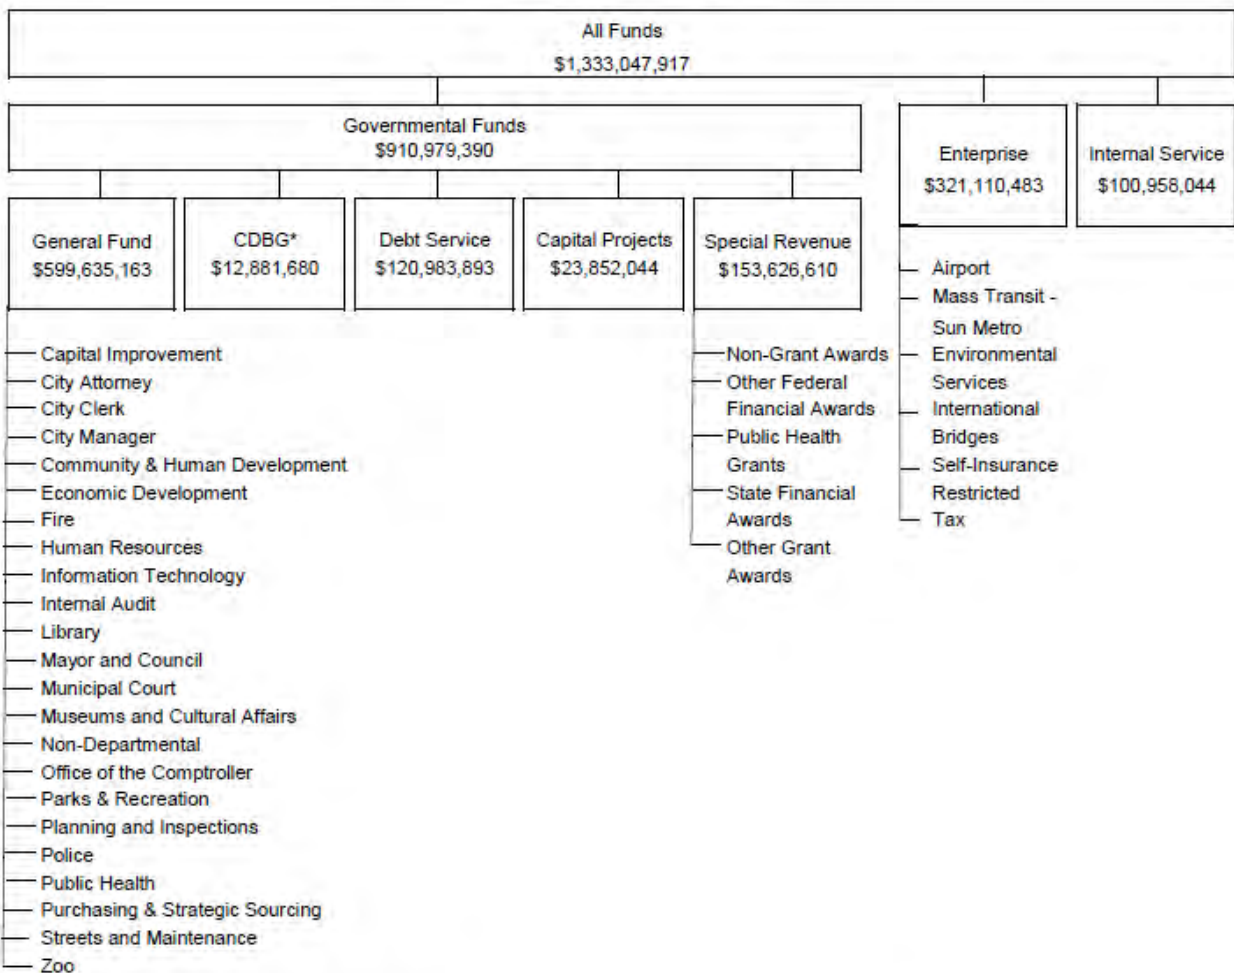 All Funds
$1,333,047,917
Governmental Funds
$910,979,390
Enterprise
$321,110,483
Internal Service
$100,958,044
General Fund
$599,635,163
CDBG*
$12,881,680
Debt Service
$120,983,893
Capital Projects
$23,852,044
Special Revenue
$153,626,610
Capital Improvement
City Attorney
City Clerk
City Manager
Community & Human Development
Economic Development
Fire
Human Resources
Information Technology
Internal Audit
Library
Mayor and Council
Municipal Court
Museums and Cultural Affairs
Non-Departmental
Office of the Comptroller
Parks & Recreation
Planning and Inspections
Police
Public Health
Purchasing & Strategic Sourcing
Streets and Maintenance
Zoo
Non-Grant Awards
Other Federal
Financial Awards
Public Health
Grants
State Financial
Awards
Other Grant
Awards
Airport
Mass Transit -
Sun Metro
Environmental
Services
International
Bridges
Self-Insurance
Restricted
Tax